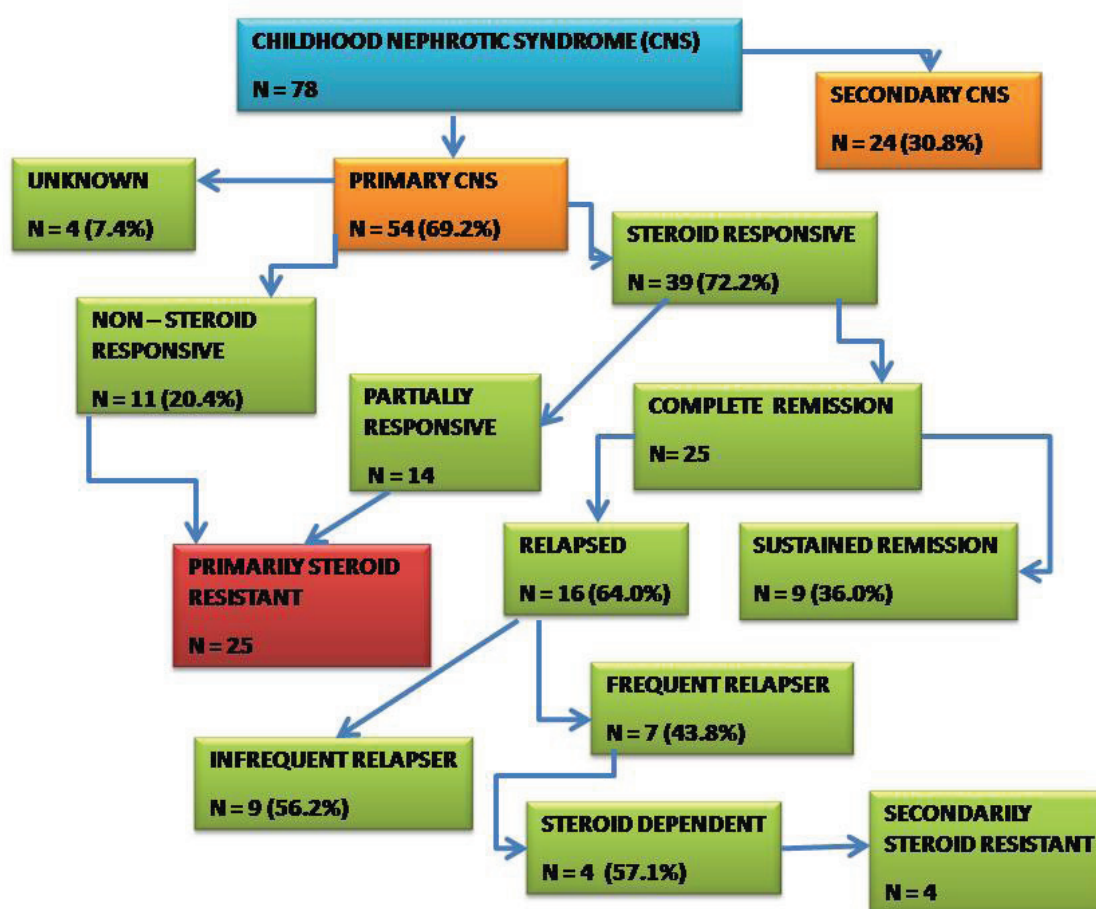 CHILDHOOD NEPHROTIC SYNDROME (CNS)
N = 78
SECONDARY CNS
N = 24 (30.8%)
UNKNOWN
N = 4 (7.4%)
PRIMARY CNS
N = 54 (69.2%)
STEROID RESPONSIVE
N = 39 (72.2%)
NON – STEROID
RESPONSIVE
N = 11 (20.4%)
PARTIALLY
RESPONSIVE
N = 14
COMPLETE REMISSION
N= 25
PRIMARILY STEROID
RESISTANT
N = 25
RELAPSED
N = 16 (64.0%)
SUSTAINED REMISSION
N = 9 (36.0%)
FREQUENT RELAPSER
N = 7 (43.8%)
INFREQUENT RELAPSER
N = 9 (56.2%)
STEROID DEPENDENT
N = 4 (57.1%)
SECONDARILY
STEROID RESISTANT
N = 4